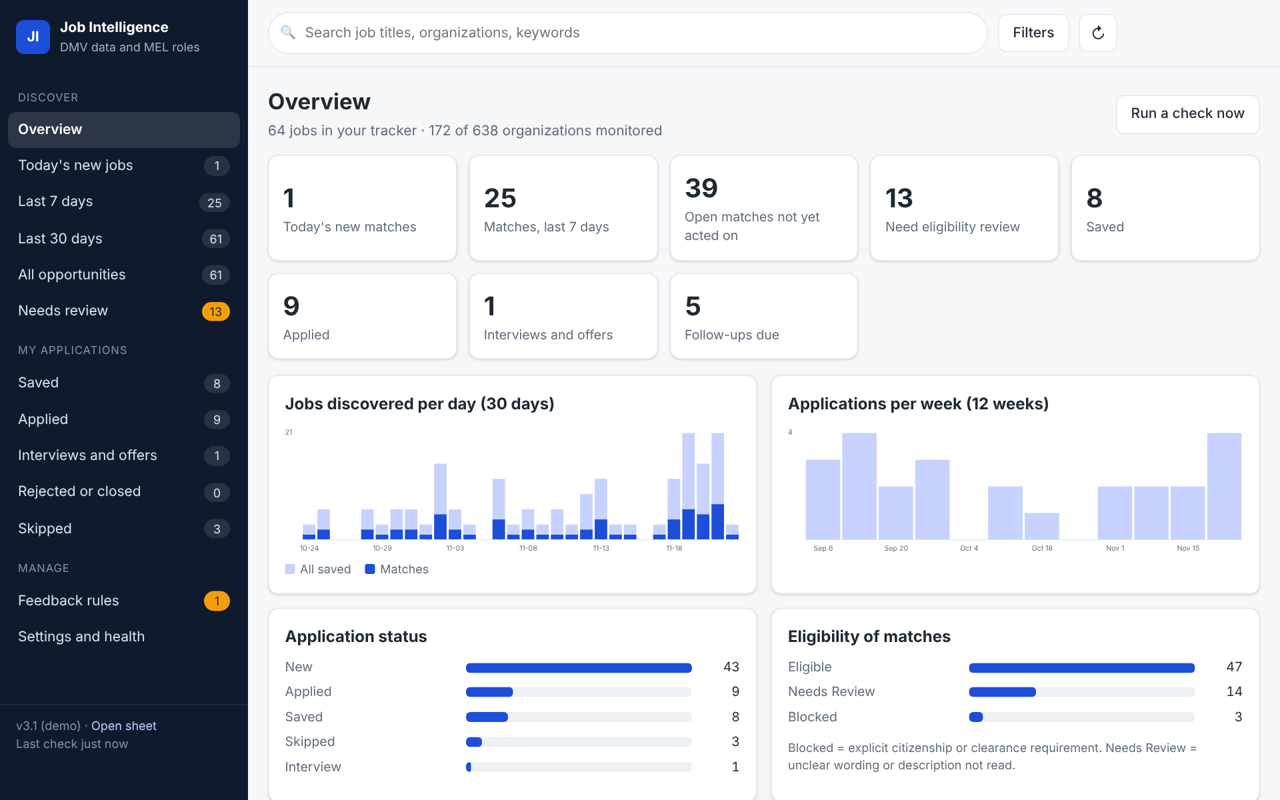 JI
Job Intelligence
DMV data and MEL roles
DISCOVER
Overview
Today's new jobs 1
Last 7 days 25
Last 30 days 61
All opportunities 61
Needs review 13
MY APPLICATIONS
Saved 8
Applied 9
Interviews and offers 1
Rejected or closed 0
Skipped 3
MANAGE
Feedback rules 1
Settings and health
v3.1 (demo) · Open sheet
Last check just now
Search job titles, organizations, keywords
Filters
Overview
64 jobs in your tracker · 172 of 638 organizations monitored
Run a check now
1
Today's new matches
25
Matches, last 7 days
39
Open matches not yet
acted on
13
Need eligibility review
8
Saved
9
Applied
1
Interviews and offers
5
Follow-ups due
Jobs discovered per day (30 days)
21
10-24 10-29 11-03 11-08 11-13 11-18
All saved Matches
Applications per week (12 weeks)
4
Sep 6 Sep 20 Oct 4 Oct 18 Nov 1 Nov 15
Application status
New 43
Applied 9
Saved 8
Skipped 3
Interview 1
Eligibility of matches
Eligible 47
Needs Review 14
Blocked 3
Blocked = explicit citizenship or clearance requirement. Needs Review =
unclear wording or description not read.